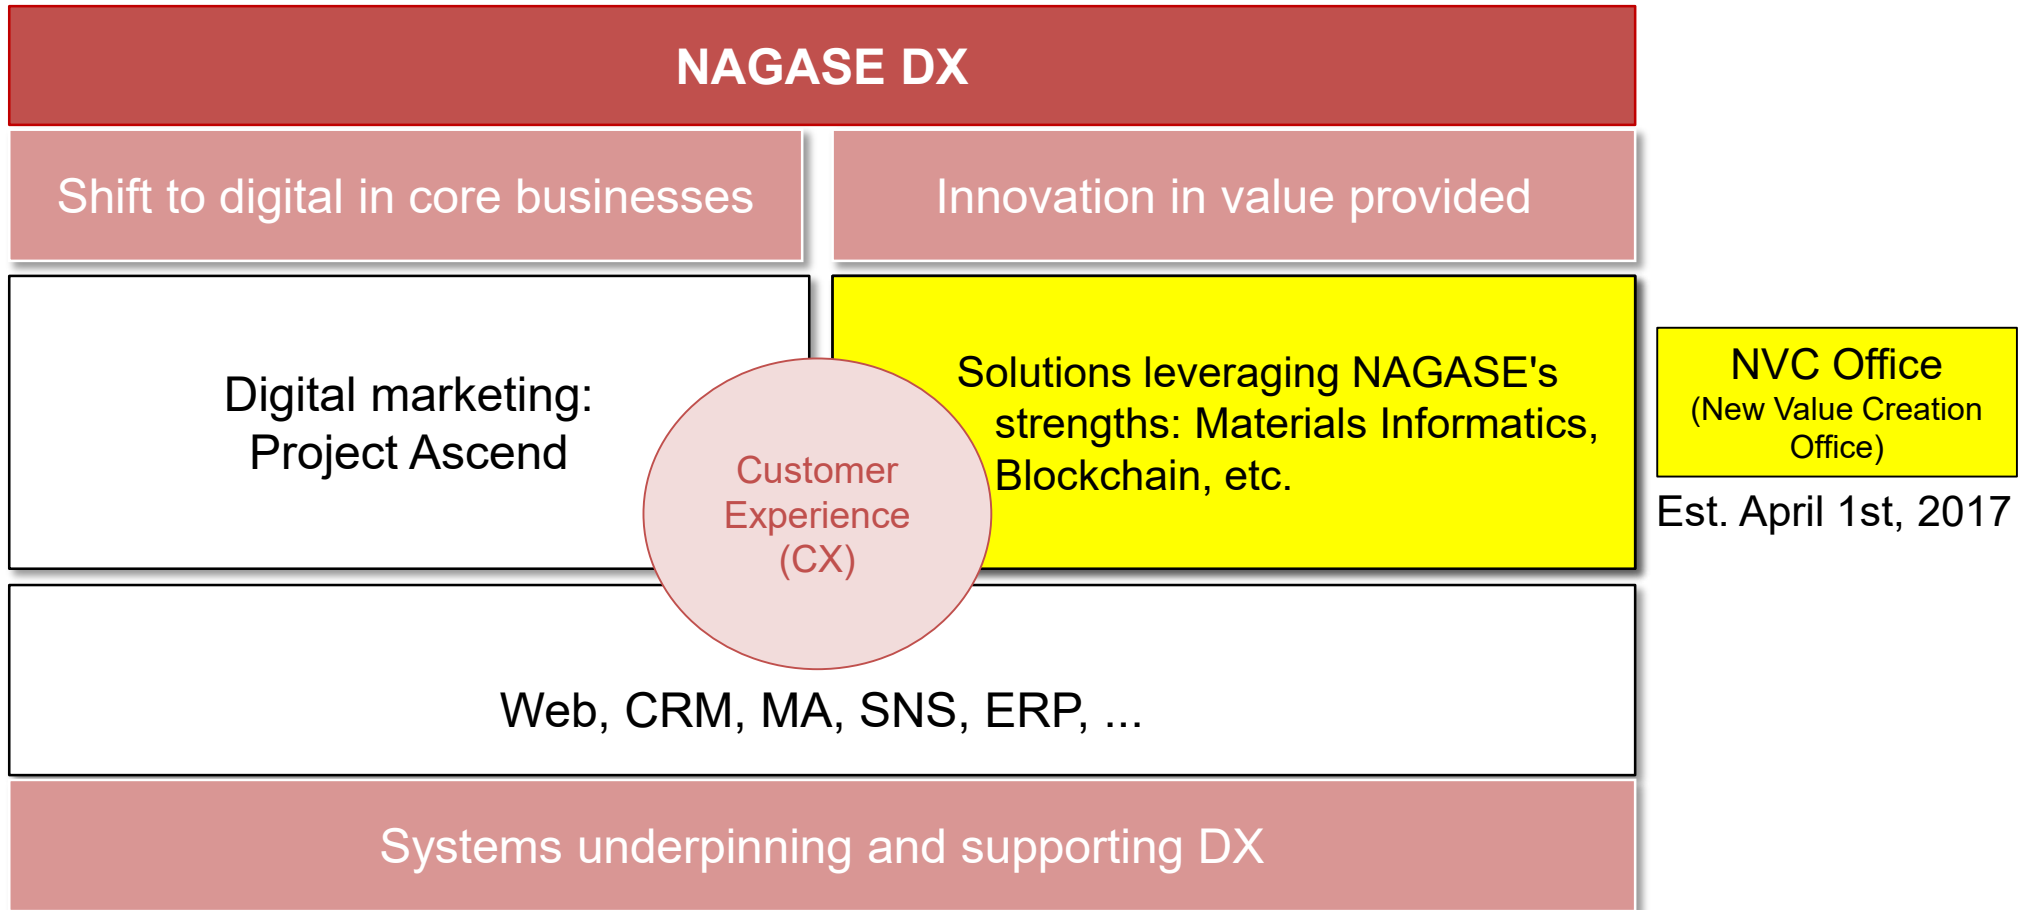 NAGASE DX
Shift to digital in core businesses
Innovation in value provided
Digital marketing:
Project Ascend
Solutions leveraging NAGASE's
strengths: Materials Informatics,
Blockchain, etc.
Customer
Experience
(CX)
NVC Office
(New Value Creation
Office)
Est. April 1st, 2017
Web, CRM, MA, SNS, ERP, ...
Systems underpinning and supporting DX